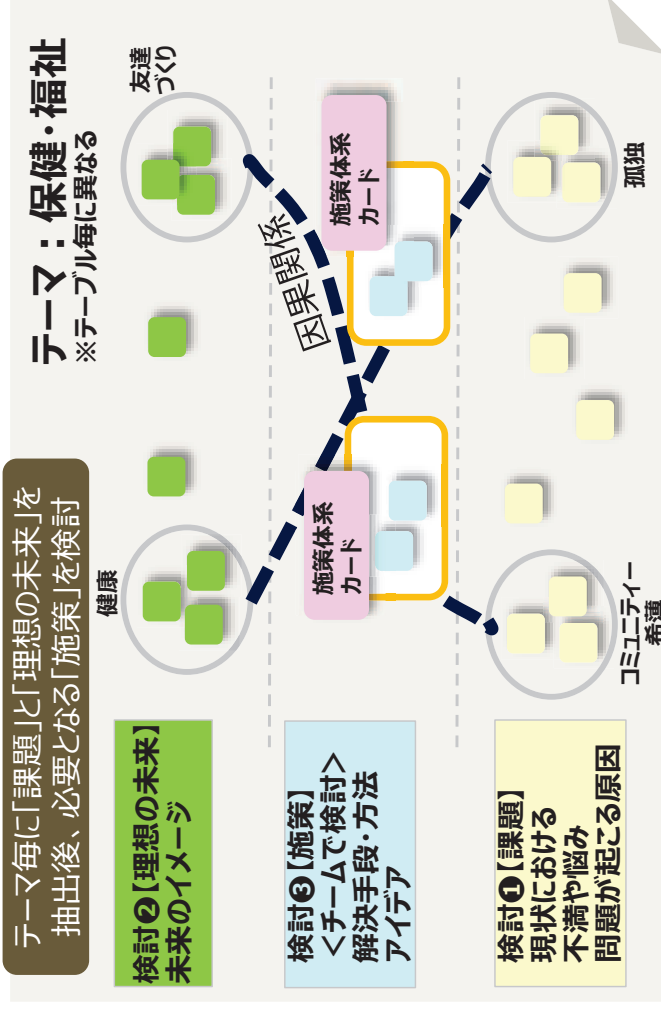 テーマ毎に「課題」と「理想の未来」を
抽出後、必要となる「施策」を検討
テーマ：保健・福祉
※テーブル毎に異なる
検討❷【理想の未来】
未来のイメージ
健康
友達
づくり
検討❸【施策】
<チームで検討>
解決手段・方法
アイデア
施策体系
カード
因果関係
施策体系
カード
検討❶【課題】
現状における
不満や悩み
問題が起こる原因
コミュニティー
希薄
孤独